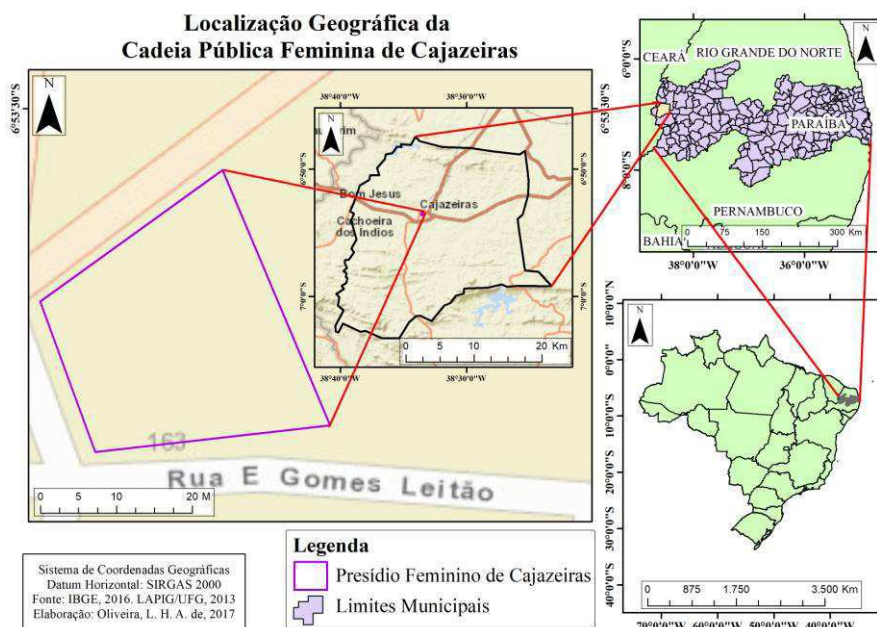 Localização Geográfica da
Cadeia Pública Feminina de Cajazeiras
N
6°53'30"S
163
Rua E Gomes Leitão
0 5 10 20 M
38°40'0"W 38°30'0"W
N
6°53'30"S
6°50'0"S
7°0'0"S
Bom Jesus
Cajazeiras
Cachoeira
dos Indios
0 5 10 20 Km
38°40'0"W 38°30'0"W
N
CEARÁ
RIO GRANDE DO NORTE
PARAÍBA
PERNAMBUCO
BAHIA
6°0'0"S
8°0'0"S
0 75 150 300 Km
38°0'0"W 36°0'0"W
N
10°0'0"N
0°0'0"
10°0'0"S
20°0'0"S
30°0'0"S
40°0'0"S
0 875 1.750 3.500 Km
70°0'0"W 60°0'0"W 50°0'0"W 40°0'0"W
Sistema de Coordenadas Geográficas
Datum Horizontal: SIRGAS 2000
Fonte: IBGE, 2016. LAPIG/UFG, 2013
Elaboração: Oliveira, L. H. A. de, 2017
Legenda
Presídio Feminino de Cajazeiras
Limites Municipais